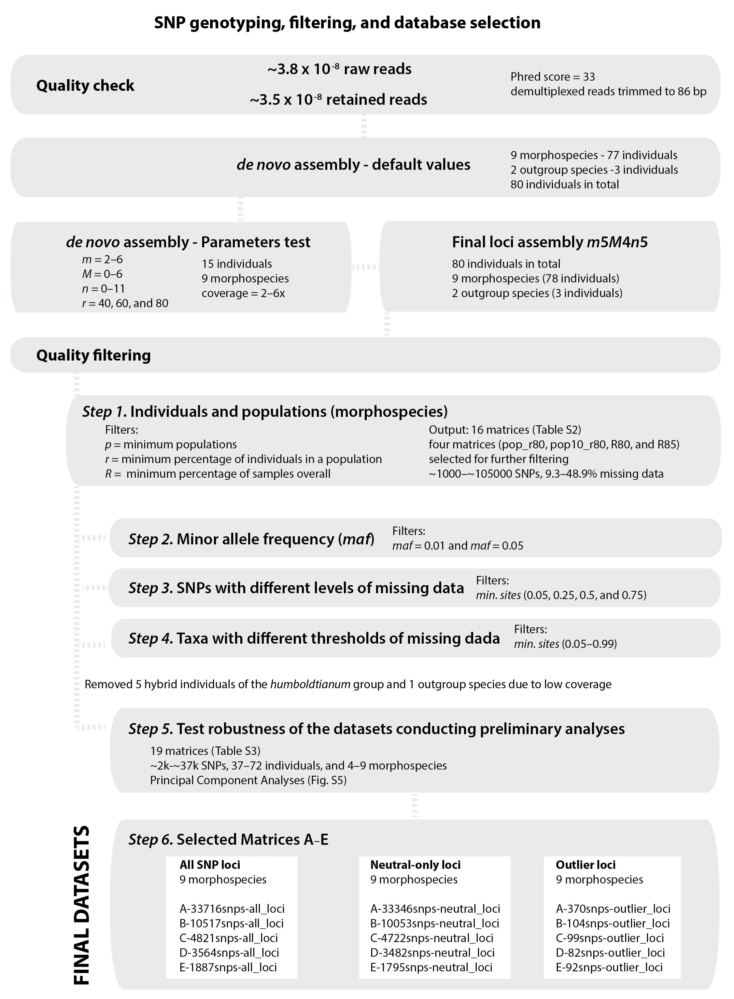 SNP genotyping, filtering, and database selection
Quality check
~3.8 x 10⁻⁸ raw reads
~3.5 x 10⁻⁸ retained reads
Phred score = 33
demultiplexed reads trimmed to 86 bp
de novo assembly - default values
9 morphospecies - 77 individuals
2 outgroup species -3 individuals
80 individuals in total
de novo assembly - Parameters test
m = 2–6
M = 0–6
n = 0–11
r = 40, 60, and 80
15 individuals
9 morphospecies
coverage = 2–6x
Final loci assembly m5M4n5
80 individuals in total
9 morphospecies (78 individuals)
2 outgroup species (3 individuals)
Quality filtering
Step 1. Individuals and populations (morphospecies)
Filters:
p = minimum populations
r = minimum percentage of individuals in a population
R = minimum percentage of samples overall
Output: 16 matrices (Table S2)
four matrices (pop_r80, pop10_r80, R80, and R85)
selected for further filtering
~1000–~105000 SNPs, 9.3–48.9% missing data
Step 2. Minor allele frequency (maf)
Filters:
maf = 0.01 and maf = 0.05
Step 3. SNPs with different levels of missing data
Filters:
min. sites (0.05, 0.25, 0.5, and 0.75)
Step 4. Taxa with different thresholds of missing dada
Filters:
min. sites (0.05–0.99)
Removed 5 hybrid individuals of the humboldtianum group and 1 outgroup species due to low coverage
Step 5. Test robustness of the datasets conducting preliminary analyses
19 matrices (Table S3)
~2k-~37k SNPs, 37–72 individuals, and 4–9 morphospecies
Principal Component Analyses (Fig. S5)
FINAL DATASETS
Step 6. Selected Matrices A–E
All SNP loci
9 morphospecies
A-33716snps-all_loci
B-10517snps-all_loci
C-4821snps-all_loci
D-3564snps-all_loci
E-1887snps-all_loci
Neutral-only loci
9 morphospecies
A-33346snps-neutral_loci
B-10053snps-neutral_loci
C-4722snps-neutral_loci
D-3482snps-neutral_loci
E-1795snps-neutral_loci
Outlier loci
9 morphospecies
A-370snps-outlier_loci
B-104snps-outlier_loci
C-99snps-outlier_loci
D-82snps-outlier_loci
E-92snps-outlier_loci